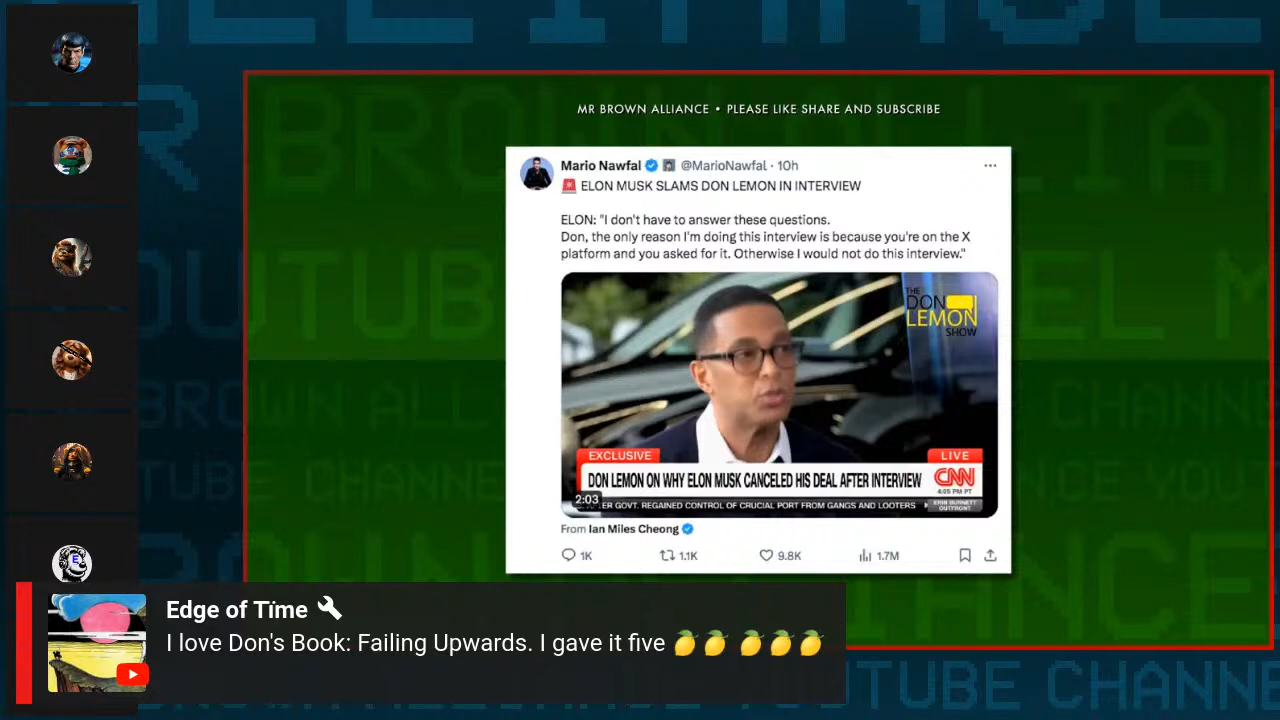 MR BROWN ALLIANCE • PLEASE LIKE SHARE AND SUBSCRIBE
Mario Nawfal @MarioNawfal · 10h
🚨 ELON MUSK SLAMS DON LEMON IN INTERVIEW
ELON: "I don't have to answer these questions.
Don, the only reason I'm doing this interview is because you're on the X
platform and you asked for it. Otherwise I would not do this interview."
THE
DON
LEMON
SHOW
EXCLUSIVE
LIVE
DON LEMON ON WHY ELON MUSK CANCELED HIS DEAL AFTER INTERVIEW
CNN
4:05 PM PT
2:03
GOVT. REGAINED CONTROL OF CRUCIAL PORT FROM GANGS AND LOOTERS
ERIN BURNETT
OUTFRONT
From Ian Miles Cheong
1K 1.1K 9.8K 1.7M
Edge of Tïme
I love Don's Book: Failing Upwards. I gave it five 🍋🍋 🍋🍋🍋